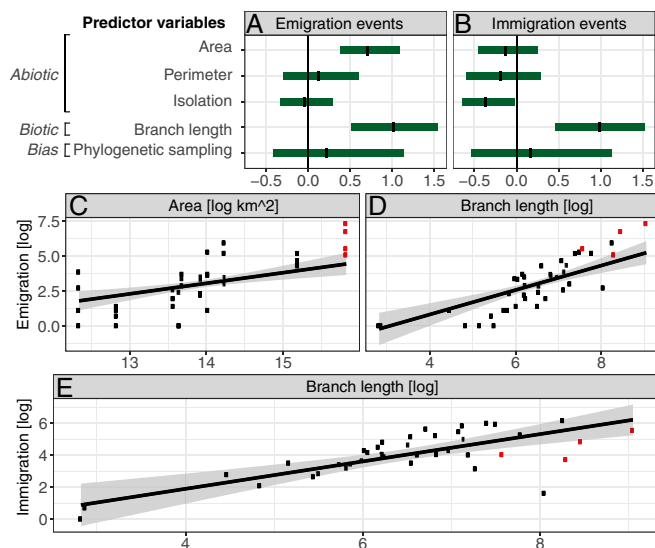 Predictor variables
A Emigration events
B Immigration events
Abiotic
Area
Perimeter
Isolation
Biotic
Branch length
Bias
Phylogenetic sampling
−0.5 0.0 0.5 1.0 1.5
−0.5 0.0 0.5 1.0 1.5
C Area [log km^2]
D Branch length [log]
Emigration [log]
7.5
5.0
2.5
0.0
13 14 15
4 6 8
E Branch length [log]
Immigration [log]
6
4
2
0
4 6 8